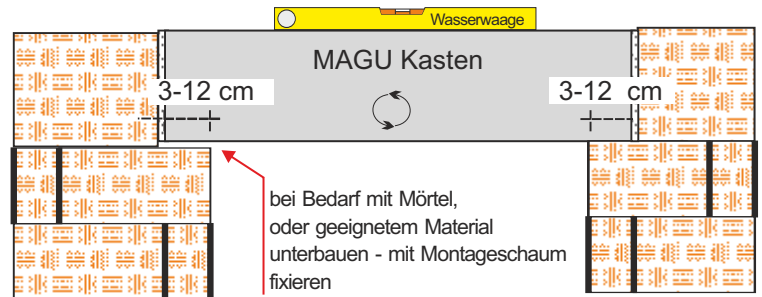 Wasserwaage
MAGU Kasten
3-12 cm
3-12 cm
bei Bedarf mit Mörtel,
oder geeignetem Material
unterbauen - mit Montageschaum
fixieren